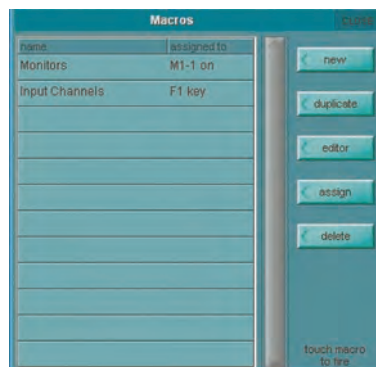 Macros CLOSE
name assigned to
Monitors M1-1 on
Input Channels F1 key
new
duplicate
editor
assign
delete
touch macro
to fire